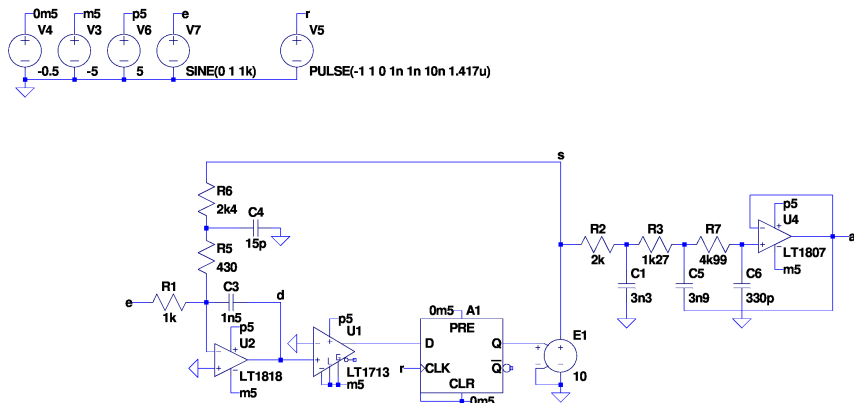 0m5 m5 p5 e r
V4 V3 V6 V7 V5
-0.5 -5 5 SINE(0 1 1k) PULSE(-1 1 0 1n 1n 10n 1.417u)
s
R6
2k4
C4
15p
R5
430
R1
1k
e
C3
1n5
d
p5
U2
LT1818
m5
p5
U1
LT1713
m5
0m5 A1
PRE
D Q
r CLK Q
CLR
0m5
E1
10
R2
2k
R3
1k27
R7
4k99
C1
3n3
C5
3n9
C6
330p
p5
U4
LT1807
m5
a